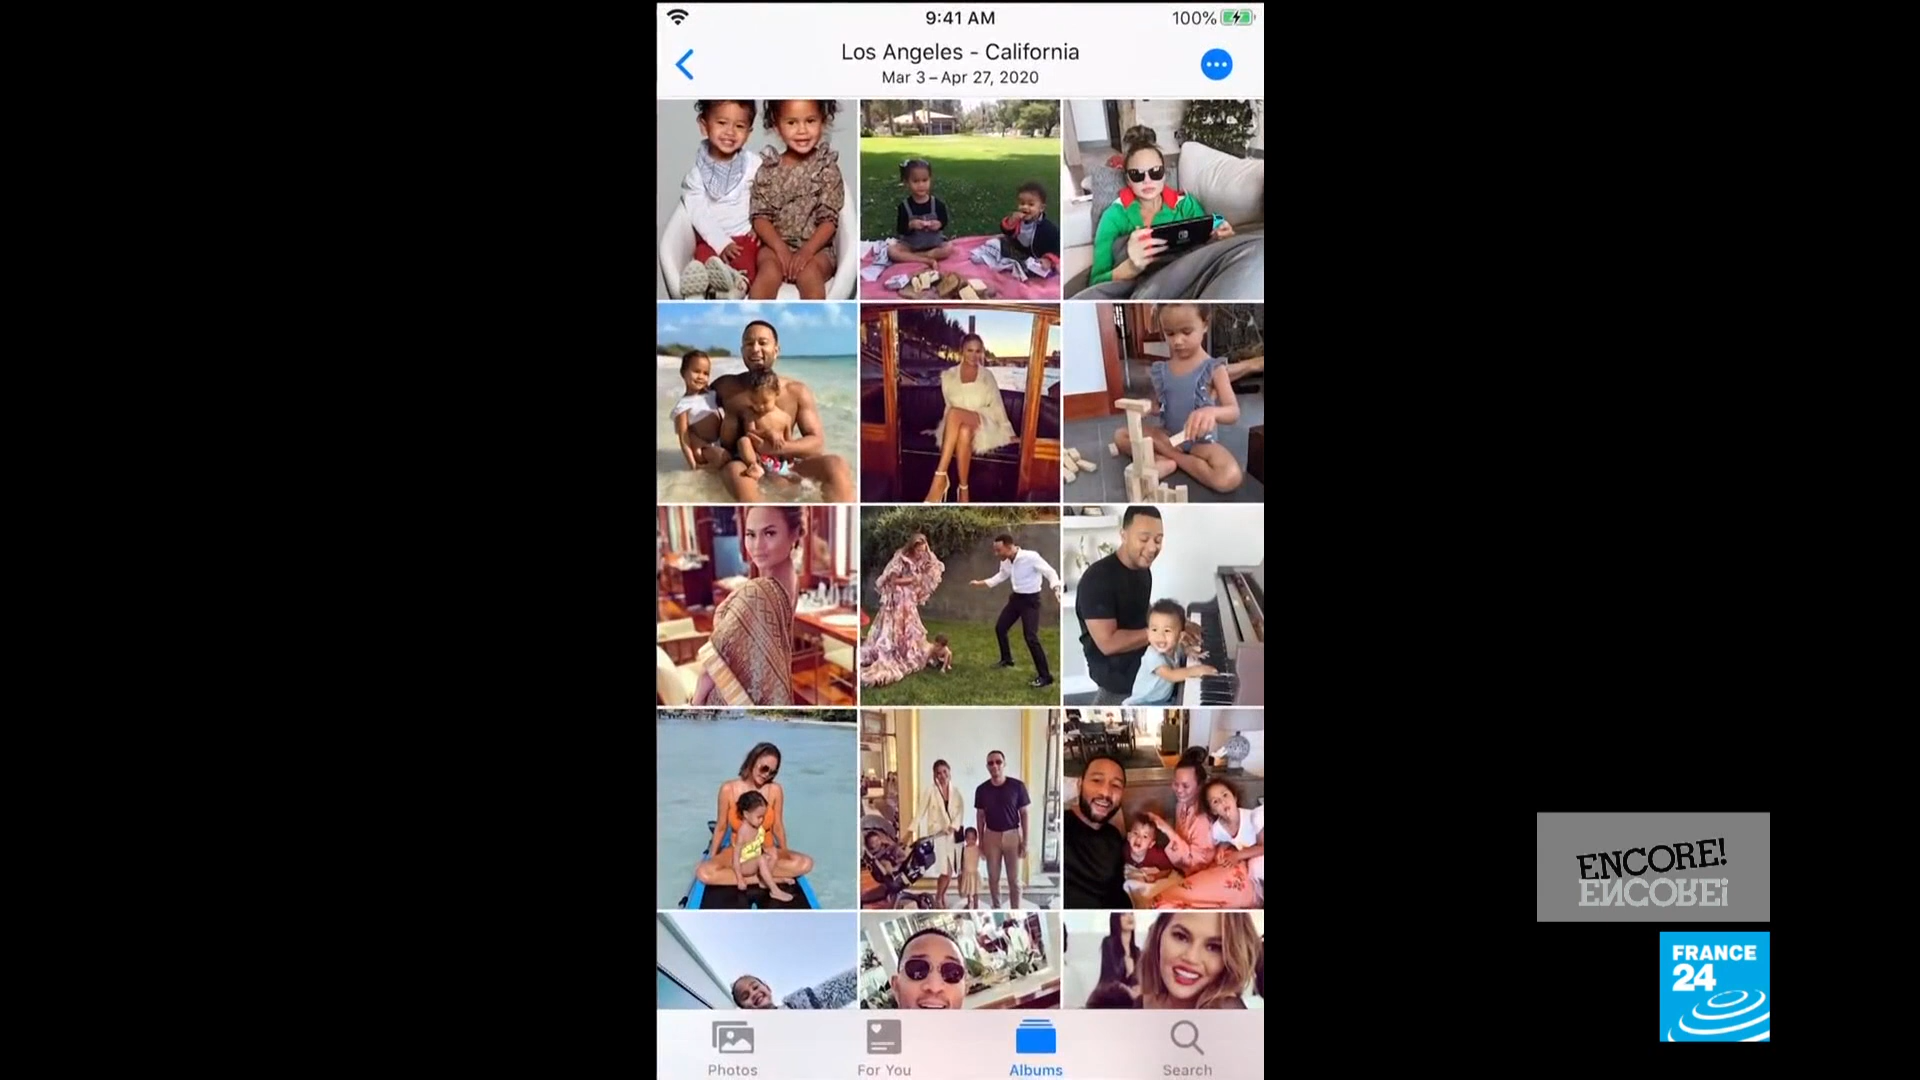 9:41 AM
100%
Los Angeles - California
Mar 3 – Apr 27, 2020
ENCORE!
FRANCE
24
Photos
For You
Albums
Search